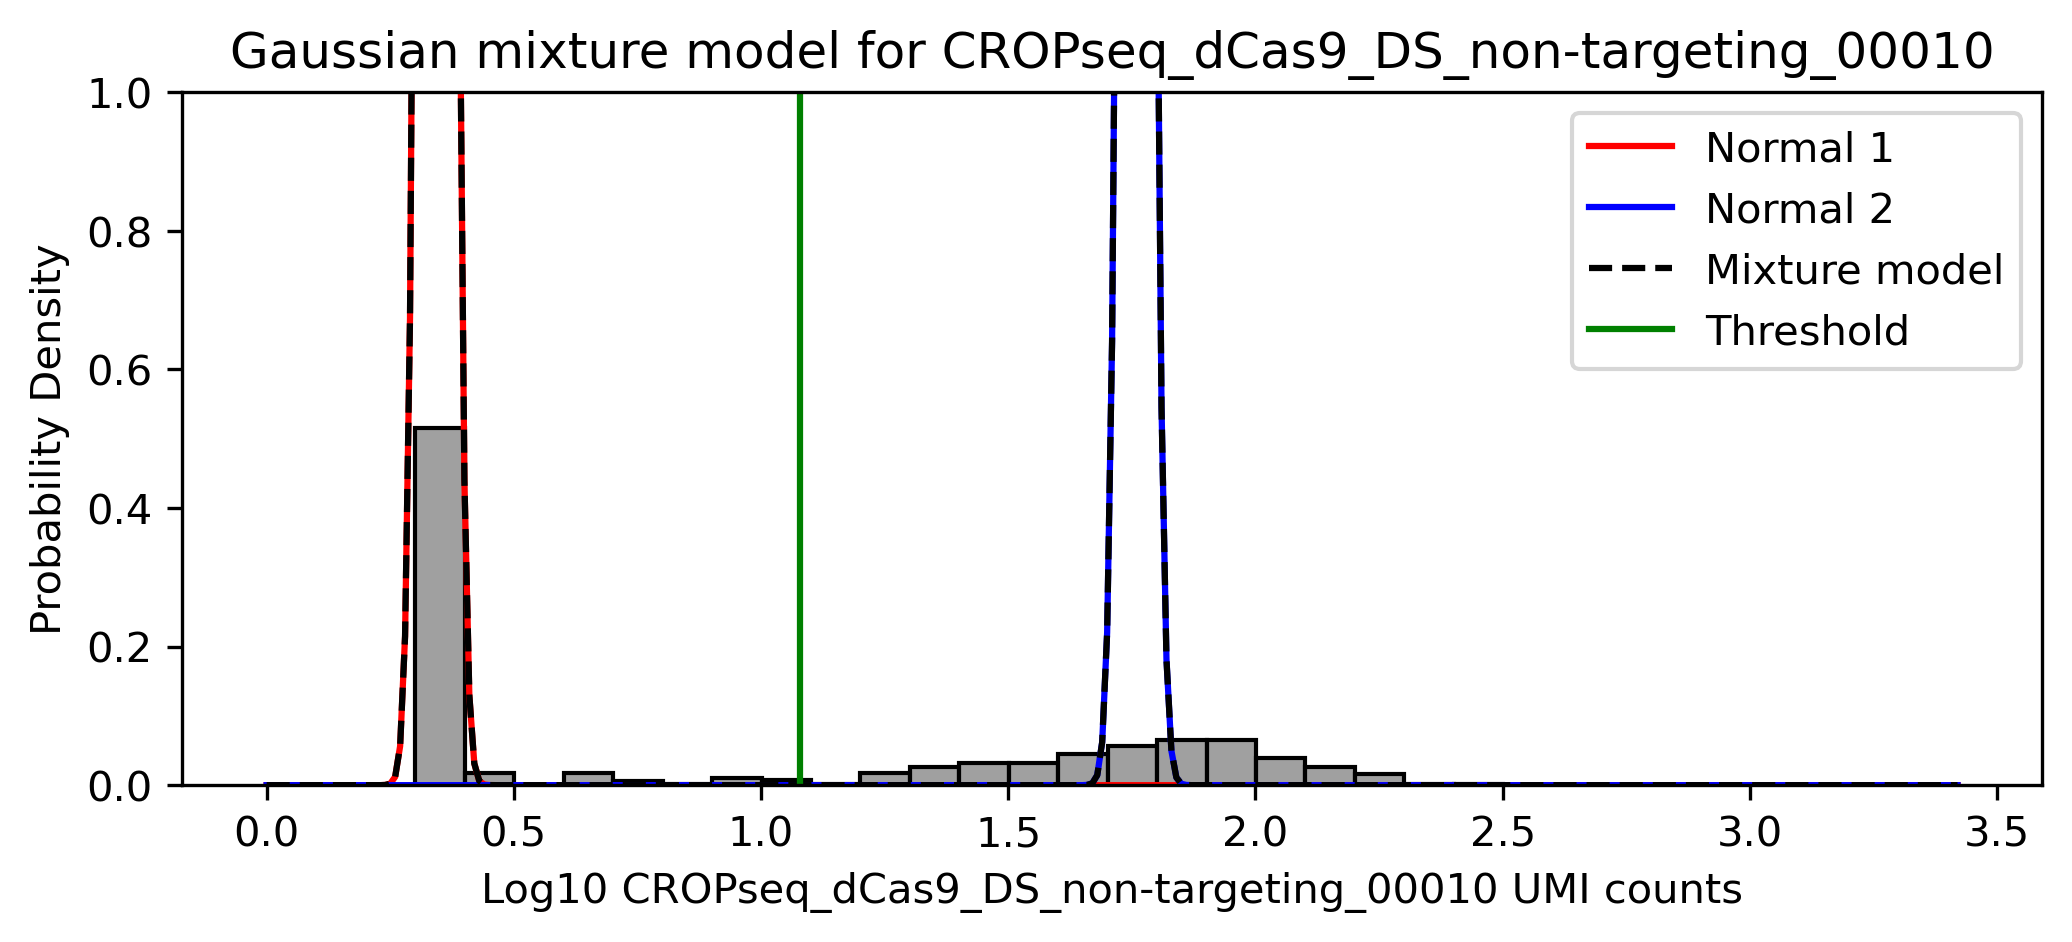 Gaussian mixture model for CROPseq_dCas9_DS_non-targeting_00010
1.0
0.8
0.6
0.4
0.2
0.0
Probability Density
Normal 1
Normal 2
Mixture model
Threshold
0.0 0.5 1.0 1.5 2.0 2.5 3.0 3.5
Log10 CROPseq_dCas9_DS_non-targeting_00010 UMI counts